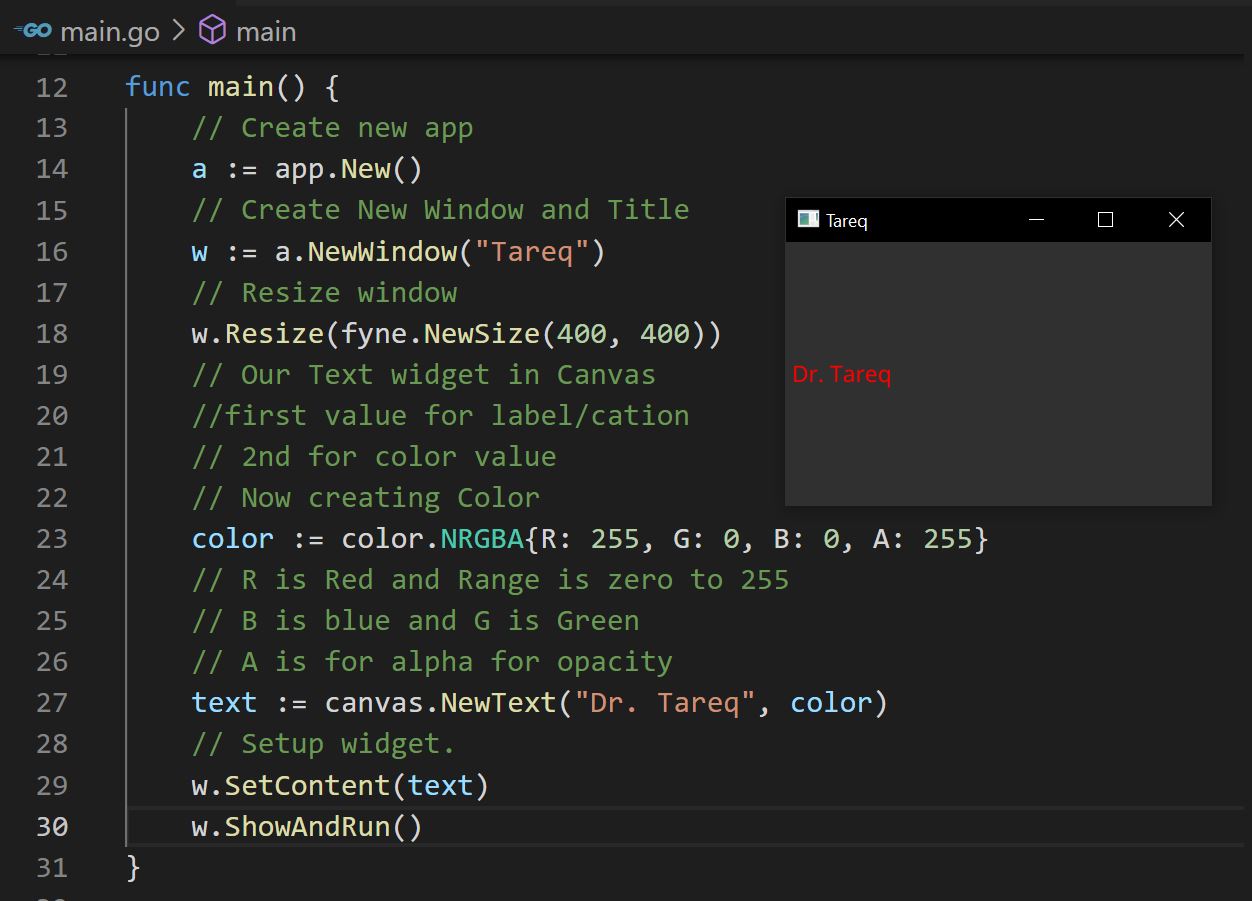 GO main.go > main
12 func main() {
13 // Create new app
14 a := app.New()
15 // Create New Window and Title
16 w := a.NewWindow("Tareq")
17 // Resize window
18 w.Resize(fyne.NewSize(400, 400))
19 // Our Text widget in Canvas
20 //first value for label/cation
21 // 2nd for color value
22 // Now creating Color
23 color := color.NRGBA{R: 255, G: 0, B: 0, A: 255}
24 // R is Red and Range is zero to 255
25 // B is blue and G is Green
26 // A is for alpha for opacity
27 text := canvas.NewText("Dr. Tareq", color)
28 // Setup widget.
29 w.SetContent(text)
30 w.ShowAndRun()
31 }
Tareq
Dr. Tareq